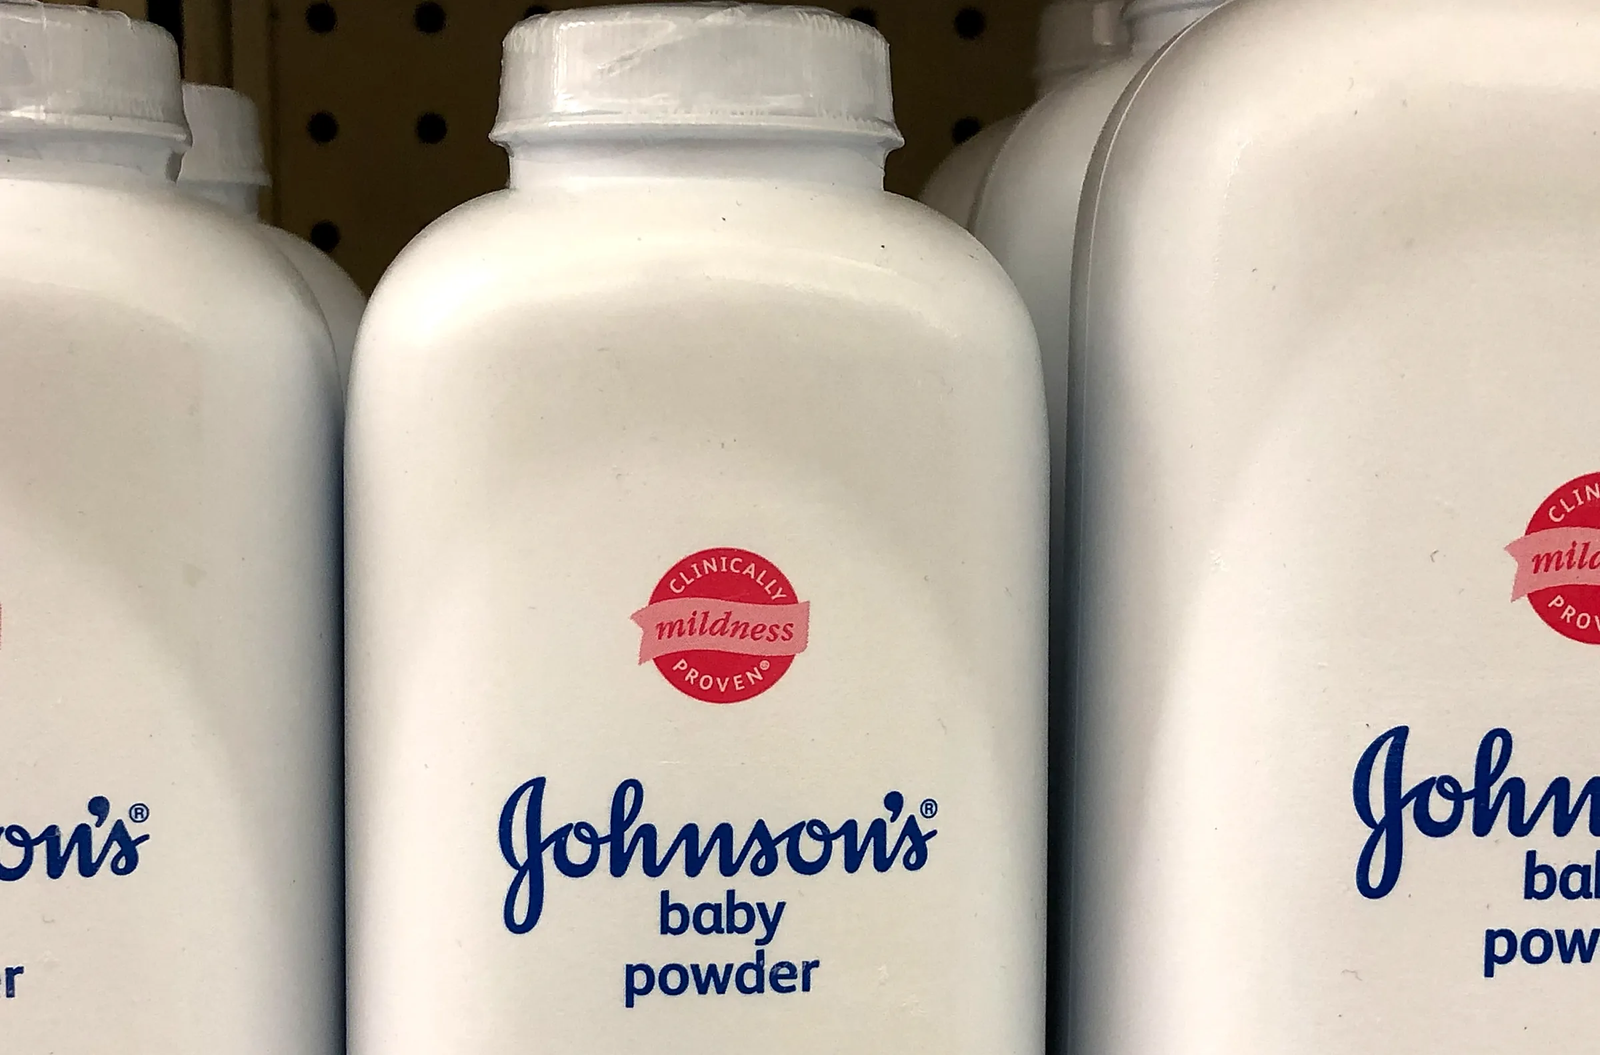 CLINICALLY
mildness
PROVEN®
Johnson's®
baby
powder